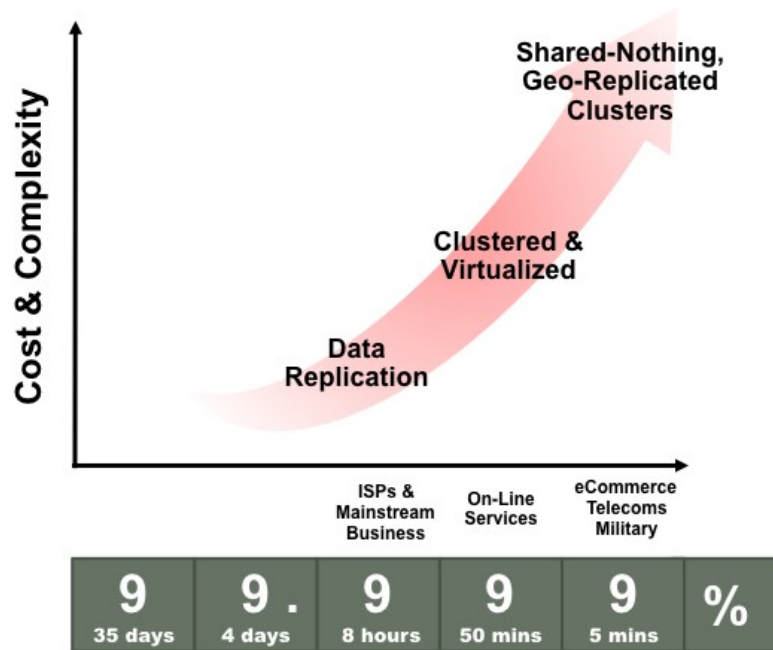 Cost & Complexity
Shared-Nothing,
Geo-Replicated
Clusters
Clustered &
Virtualized
Data
Replication
ISPs &
Mainstream
Business
On-Line
Services
eCommerce
Telecoms
Military
9 9 . 9 9 9 %
35 days 4 days 8 hours 50 mins 5 mins